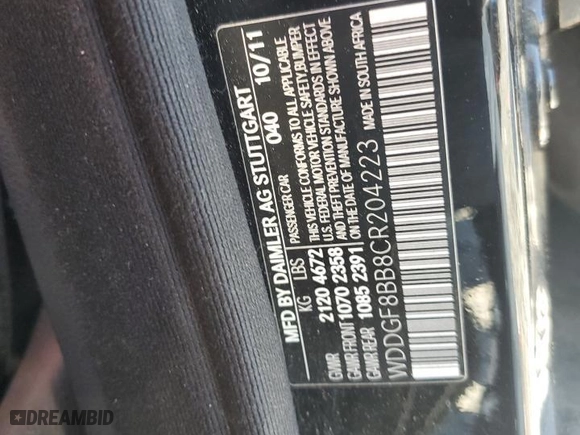 MFD BY DAIMLER AG STUTTGART
040 10/11
PASSENGER CAR
KG LBS THIS VEHICLE CONFORMS TO ALL APPLICABLE
GVWR 2120 4672 U.S. FEDERAL MOTOR VEHICLE SAFETY,BUMPER
GAWR FRONT 1070 2358 AND THEFT PREVENTION STANDARDS IN EFFECT
GAWR REAR 1085 2391 ON THE DATE OF MANUFACTURE SHOWN ABOVE
WDDGF8BB8CR204223 MADE IN SOUTH AFRICA
DREAMBID